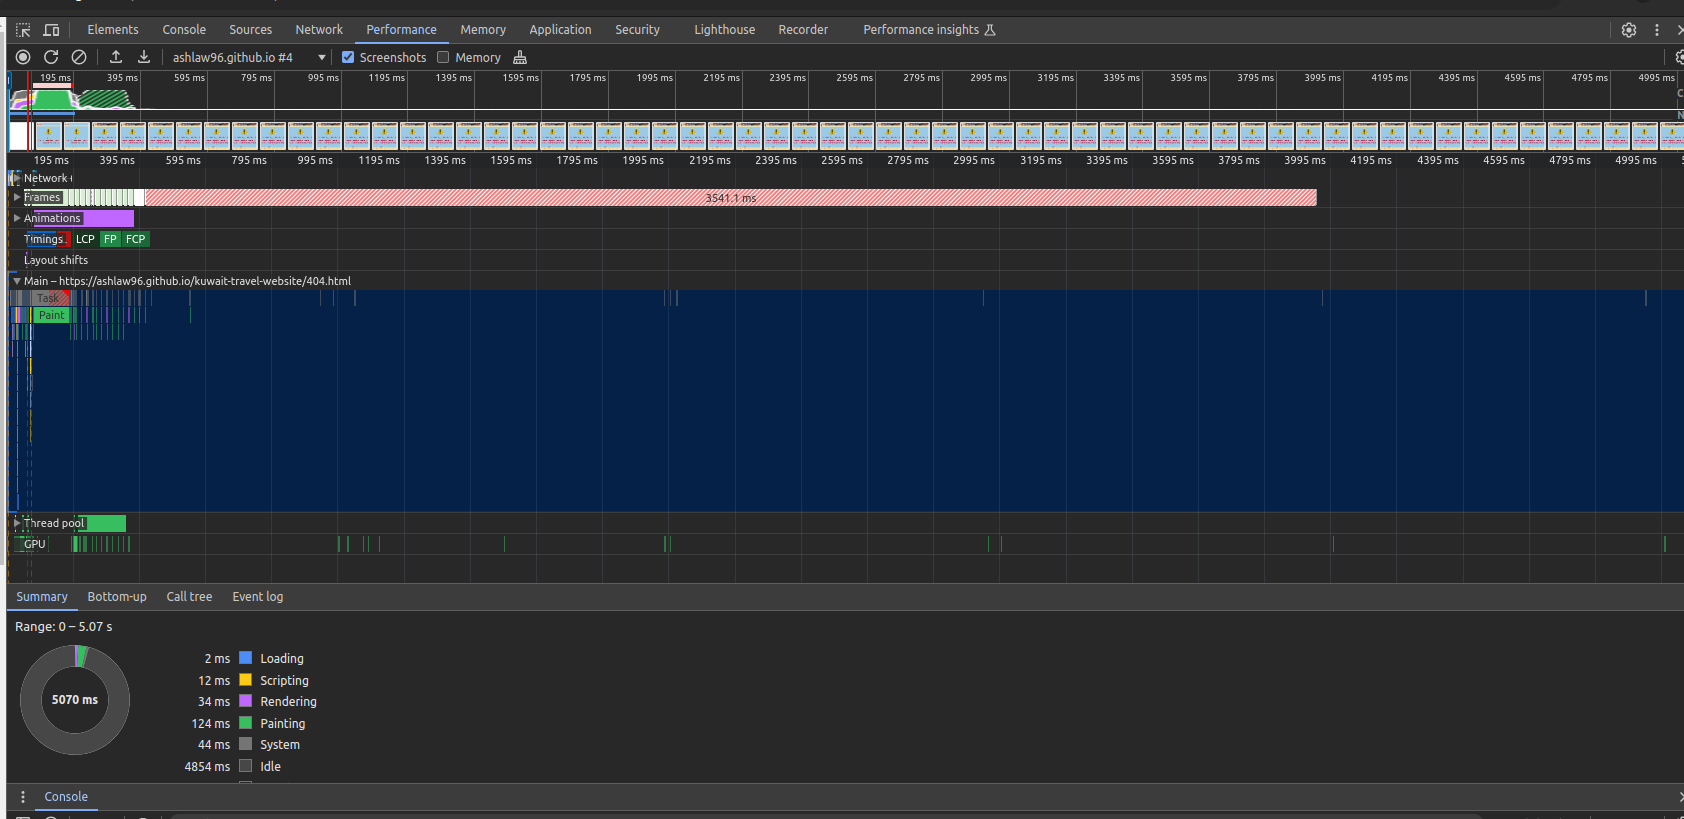 Elements Console Sources Network Performance Memory Application Security Lighthouse Recorder Performance insights
ashlaw96.github.io #4 Screenshots Memory
195 ms 395 ms 595 ms 795 ms 995 ms 1195 ms 1395 ms 1595 ms 1795 ms 1995 ms 2195 ms 2395 ms 2595 ms 2795 ms 2995 ms 3195 ms 3395 ms 3595 ms 3795 ms 3995 ms 4195 ms 4395 ms 4595 ms 4795 ms 4995 ms
195 ms 395 ms 595 ms 795 ms 995 ms 1195 ms 1395 ms 1595 ms 1795 ms 1995 ms 2195 ms 2395 ms 2595 ms 2795 ms 2995 ms 3195 ms 3395 ms 3595 ms 3795 ms 3995 ms 4195 ms 4395 ms 4595 ms 4795 ms 4995 ms
Network
Frames 3541.1 ms
Animations
Timings LCP FP FCP
Layout shifts
Main – https://ashlaw96.github.io/kuwait-travel-website/404.html
Task
Paint
Thread pool
GPU
Summary Bottom-up Call tree Event log
Range: 0 – 5.07 s
2 ms Loading
12 ms Scripting
34 ms Rendering
5070 ms
124 ms Painting
44 ms System
4854 ms Idle
Console